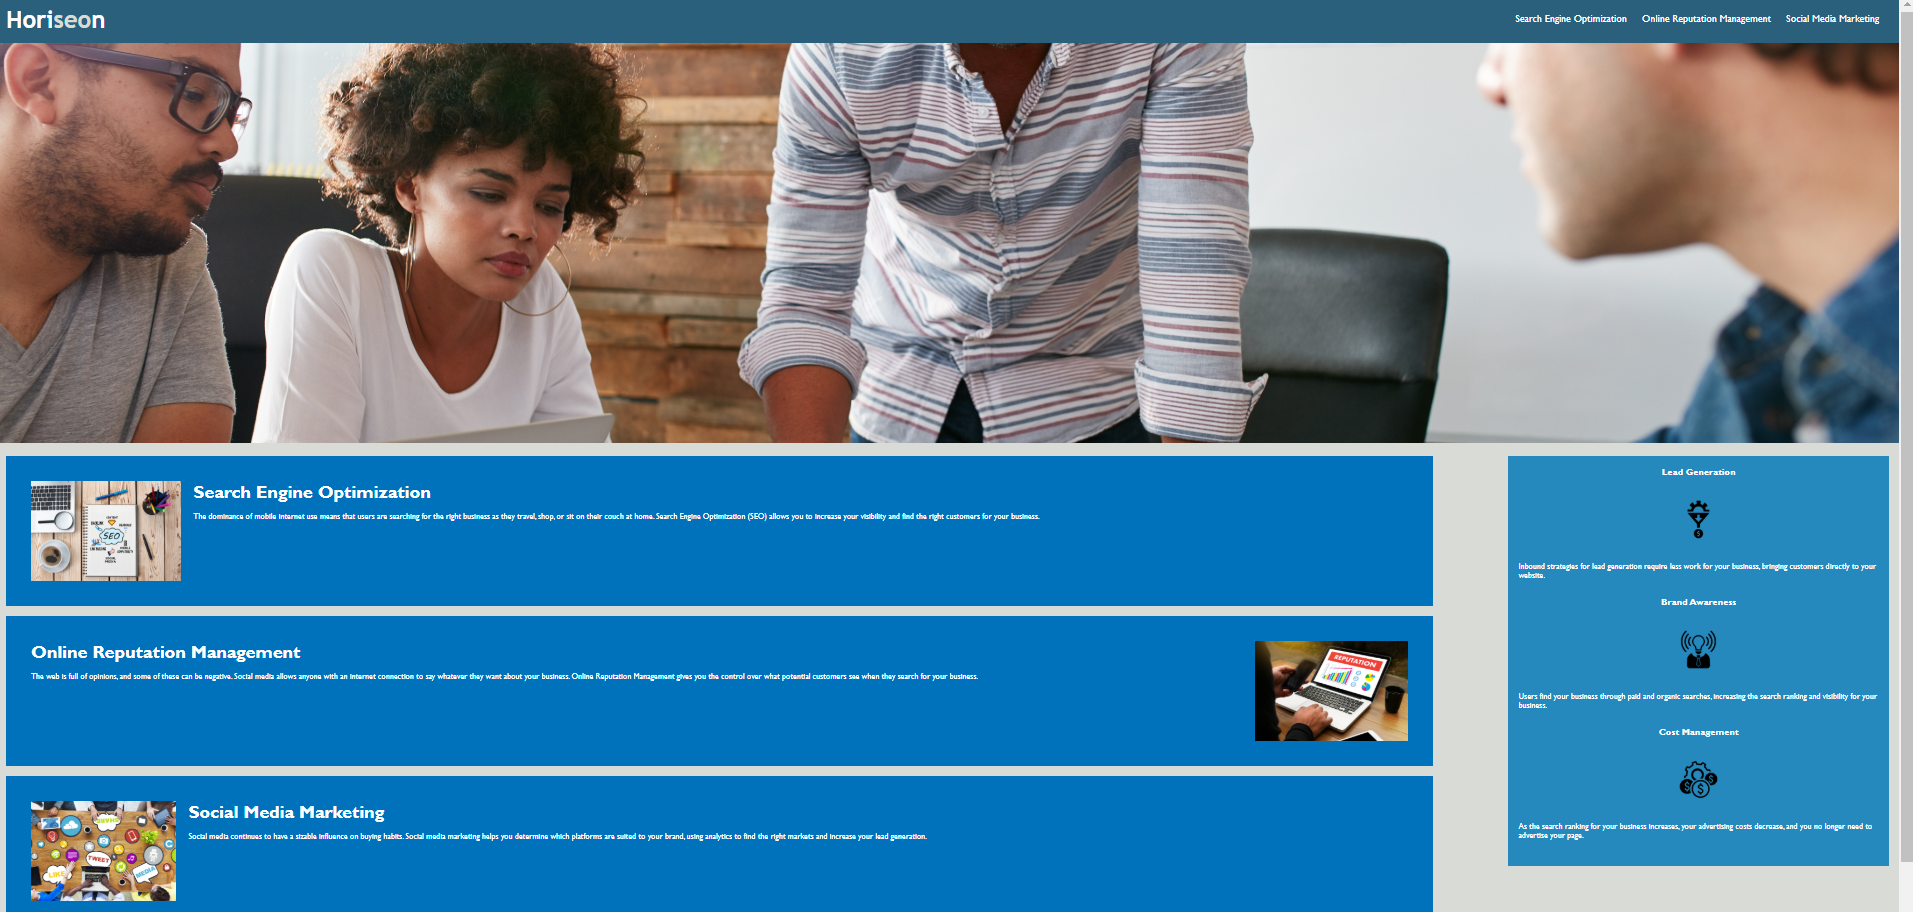 Horiseon
Search Engine Optimization Online Reputation Management Social Media Marketing
Search Engine Optimization
The dominance of mobile internet use means that users are searching for the right business as they travel, shop, or sit on their couch at home. Search Engine Optimization (SEO) allows you to increase your visibility and find the right customers for your business.
SEO
Online Reputation Management
The web is full of opinions, and some of these can be negative. Social media allows anyone with an internet connection to say whatever they want about your business. Online Reputation Management gives you the control over what potential customers see when they search for your business.
REPUTATION
Social Media Marketing
Social media continues to have a sizable influence on buying habits. Social media marketing helps you determine which platforms are suited to your brand, using analytics to find the right markets and increase your lead generation.
SHARE
TWEET
LIKE
MEDIA
Lead Generation
Inbound strategies for lead generation require less work for your business, bringing customers directly to your
website.
Brand Awareness
Users find your business through paid and organic searches, increasing the search ranking and visibility for your
business.
Cost Management
As the search ranking for your business increases, your advertising costs decrease, and you no longer need to
advertise your page.